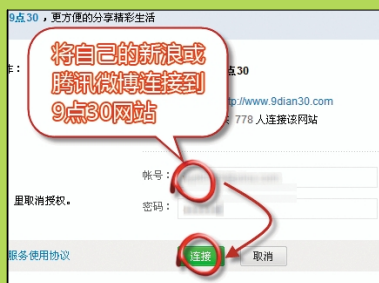 9点30，更方便的分享精彩生活
将自己的新浪或
腾讯微博连接到
9点30网站
点30
http://www.9dian30.com
778 人连接该网站
帐号：
里取消授权。
密码：
服务使用协议
连接
取消